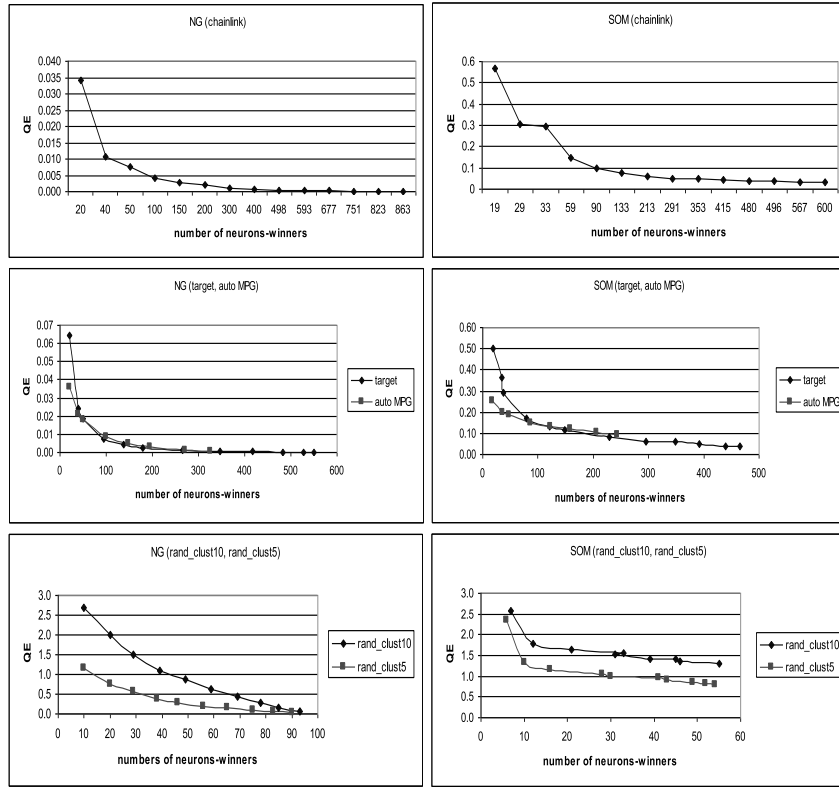 NG (chainlink)
0.040
0.035
0.030
0.025
0.020
0.015
0.010
0.005
0.000
QE
20 40 50 100 150 200 300 400 498 593 677 751 823 863
number of neurons-winners
SOM (chainlink)
0.6
0.5
0.4
0.3
0.2
0.1
0
QE
19 29 33 59 90 133 213 291 353 415 480 496 567 600
number of neurons-winners
NG (target, auto MPG)
0.07
0.06
0.05
0.04
0.03
0.02
0.01
0.00
QE
0 100 200 300 400 500 600
number of neurons-winners
target
auto MPG
SOM (target, auto MPG)
0.60
0.50
0.40
0.30
0.20
0.10
0.00
QE
0 100 200 300 400 500
numbers of neurons-winners
target
auto MPG
NG (rand_clust10, rand_clust5)
3.0
2.5
2.0
1.5
1.0
0.5
0.0
QE
0 10 20 30 40 50 60 70 80 90 100
numbers of neurons-winners
rand_clust10
rand_clust5
SOM (rand_clust10, rand_clust5)
3.0
2.5
2.0
1.5
1.0
0.5
0.0
QE
0 10 20 30 40 50 60
number of neurons-winners
rand_clust10
rand_clust5